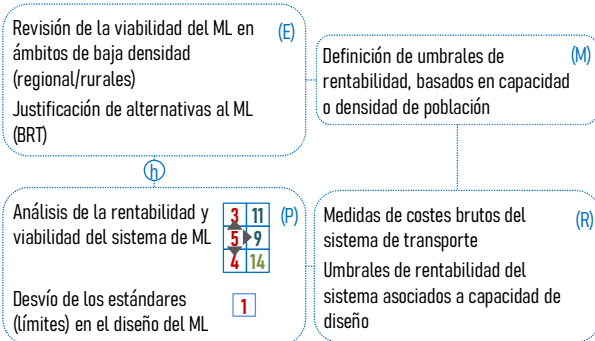 Revisión de la viabilidad del ML en (E)
ámbitos de baja densidad
(regional/rurales)
Justificación de alternativas al ML
(BRT)
Definición de umbrales de (M)
rentabilidad, basados en capacidad
o densidad de población
h
Análisis de la rentabilidad y 3 11 (P)
viabilidad del sistema de ML 5 9
4 14
Desvío de los estándares 1
(límites) en el diseño del ML
Medidas de costes brutos del (R)
sistema de transporte
Umbrales de rentabilidad del
sistema asociados a capacidad de
diseño